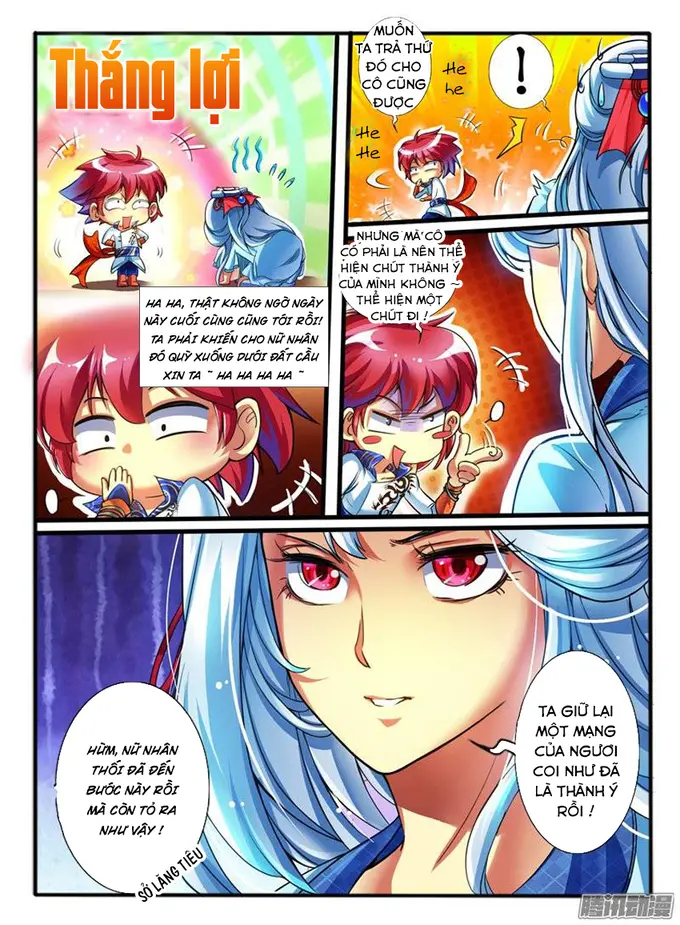 Thắng lợi
HA HA, THẬT KHÔNG NGỜ NGÀY
NÀY CUỐI CÙNG CŨNG TỚI RỒI!
TA PHẢI KHIẾN CHO NỮ NHÂN
ĐÓ QUỲ XUỐNG DƯỚI ĐẤT CẦU
XIN TA ~ HA HA HA HA ~
MUỐN
TA TRẢ THỨ
ĐÓ CHO
CÔ CŨNG
ĐƯỢC
He
he
!
He
He
NHƯNG MÀ CÔ
CÓ PHẢI LÀ NÊN THỂ
HIỆN CHÚT THÀNH Ý
CỦA MÌNH KHÔNG ~
THỂ HIỆN MỘT
CHÚT ĐI !
TA GIỮ LẠI
MỘT MẠNG
CỦA NGƯƠI
COI NHƯ ĐÃ
LÀ THÀNH Ý
RỒI !
HỪM, NỮ NHÂN
THỐI ĐÃ ĐẾN
BƯỚC NÀY RỒI
MÀ CÒN TỎ RA
NHƯ VẬY !
SỞ LĂNG TIÊU
腾讯动漫